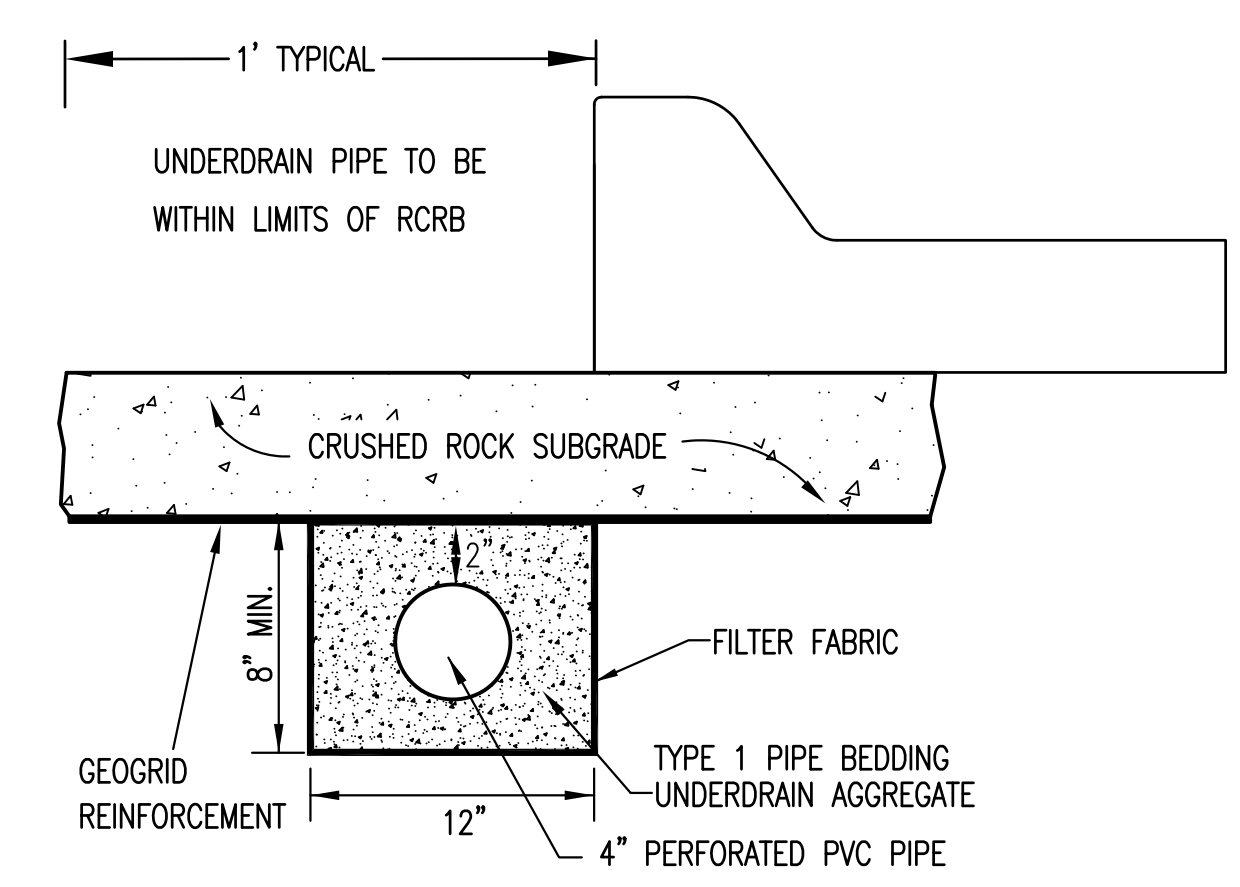 1’ TYPICAL
UNDERDRAIN PIPE TO BE
WITHIN LIMITS OF RCRB
CRUSHED ROCK SUBGRADE
2”
8” MIN.
FILTER FABRIC
GEOGRID
REINFORCEMENT
TYPE 1 PIPE BEDDING
UNDERDRAIN AGGREGATE
12”
4” PERFORATED PVC PIPE